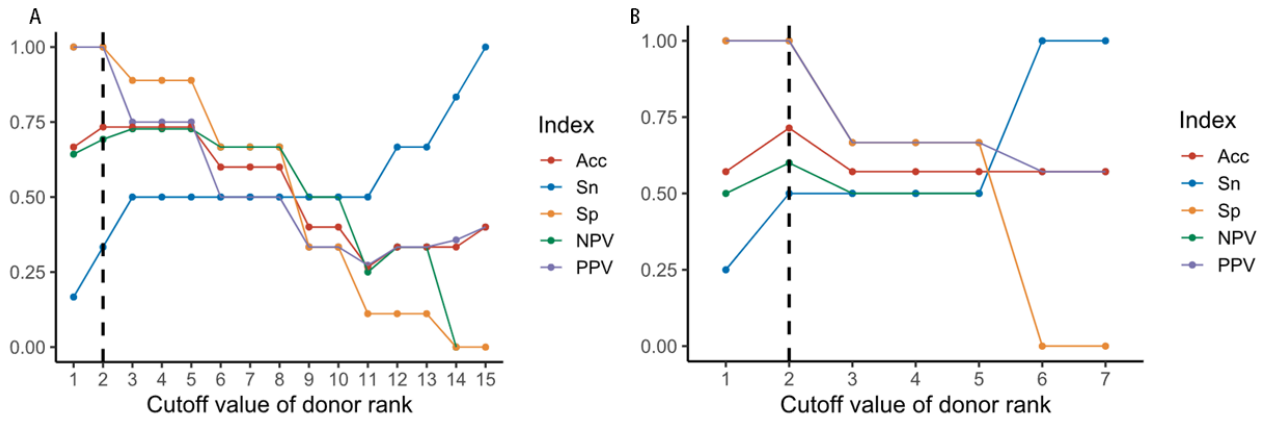 A
1.00
0.75
0.50
0.25
0.00
1 2 3 4 5 6 7 8 9 10 11 12 13 14 15
Cutoff value of donor rank
Index
Acc
Sn
Sp
NPV
PPV
B
1.00
0.75
0.50
0.25
0.00
1 2 3 4 5 6 7
Cutoff value of donor rank
Index
Acc
Sn
Sp
NPV
PPV